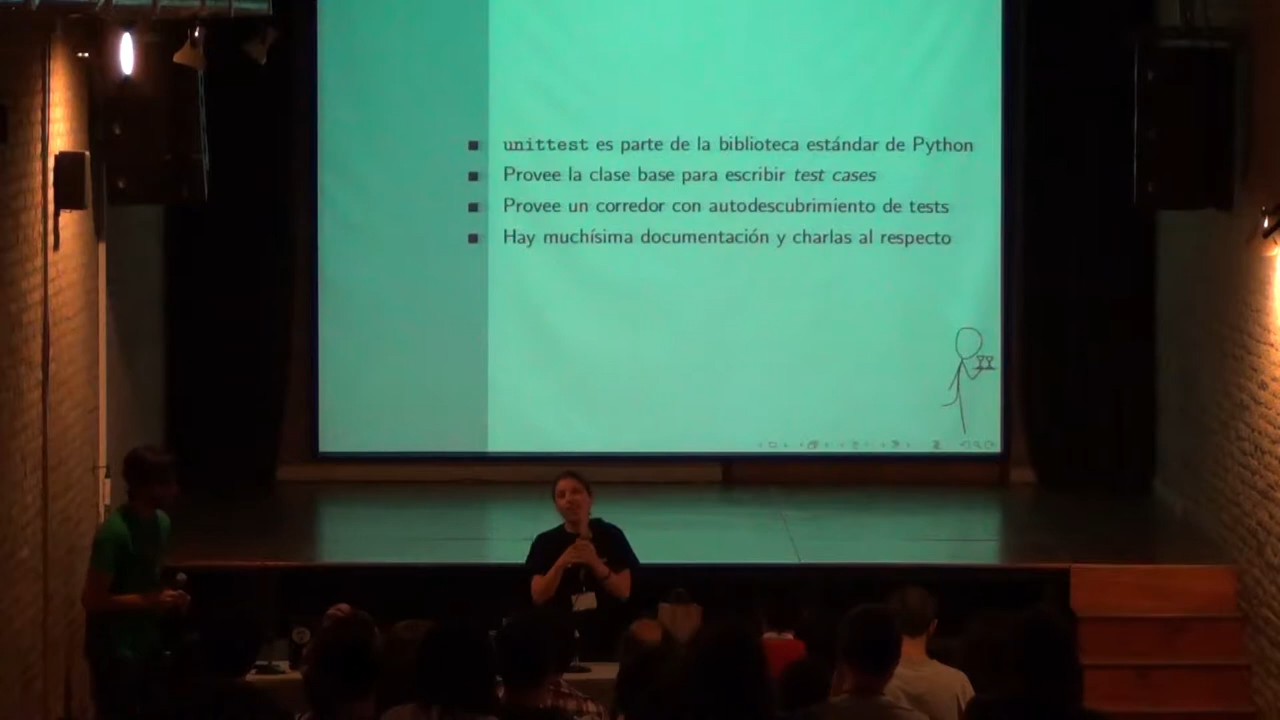 unittest es parte de la biblioteca estándar de Python
Provee la clase base para escribir test cases
Provee un corredor con autodescubrimiento de tests
Hay muchísima documentación y charlas al respecto